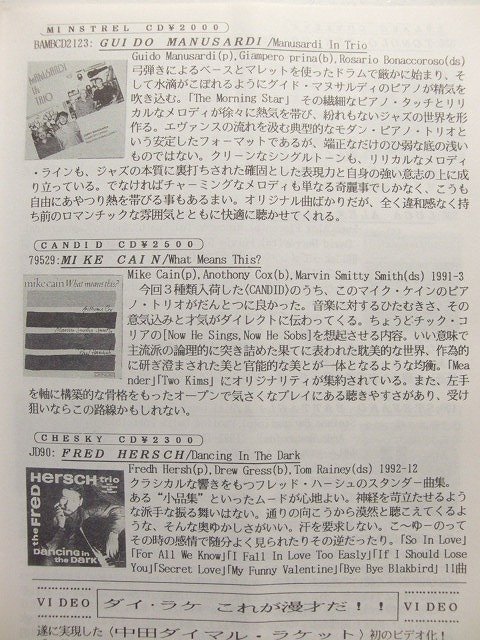 MINSTREL CD¥2000
BAMBCD2123: GUIDO MANUSARDI/Manusardi In Trio
Guido Manusardi(p),Giampero prina(b),Rosario Bonaccoroso(ds)
弓弾きによるベースとマレットを使ったドラムで厳かに始まり、そ
して水滴がこぼれるようにグイド・マヌサルディのピアノが精気を
吹き込む。｢The Morning Star｣ その繊細なピアノ・タッチとリリ
カルなメロディが徐々に熱気を帯び、紛れもないジャズの世界を形
作る。エヴァンスの流れを汲む典型的なモダン・ピアノ・トリオと
いう安定したフォーマットであるが、端正なだけのひ弱な底の浅い
ものではない。クリーンなシングルトーンも、リリカルなメロディ
・ラインも、ジャズの本質に裏打ちされた確固とした表現力と自身の強い意志の上に成
り立っている。でなければチャーミングなメロディも単なる奇麗事でしかなく、こうも
自由にあやつり熱を帯びる事もあるまい。オリジナル曲ばかりだが、全く違和感なく持
ち前のロマンチックな雰囲気とともに快適に聴かせてくれる。
MANUSARDI
IN
TRIO
CANDID CD¥2500
79529:MIKE CAIN/What Means This?
Mike Cain(p),Anothony Cox(b),Marvin Smitty Smith(ds) 1991-3
今回3種類入荷した<CANDID>のうち、このマイク・ケインのピア
ノ・トリオがだんとつに良かった。音楽に対するひたむきさ、その
意気込みと才気がダイレクトに伝わってくる。ちょうどチック・コ
リアの[Now He Sings,Now He Sobs]を想起させる内容。いい意味で
主流派の論理的に突き詰めた果てに表われた耽美的な世界、作為的
に研ぎ澄まされた美と官能的な美とが一体となるような均衡。｢Mea
nder｣｢Two Kims｣ にオリジナリティが集約されている。また、左手
を軸に構築的な骨格をもったオープンで気さくなプレイにある聴きやすさがあり、受け
狙いならこの路線かもしれない。
mike cain What means this?
CHESKY CD¥2300
JD90: FRED HERSCH/Dancing In The Dark
Fredh Hersh(p),Drew Gress(b),Tom Rainey(ds) 1992-12
クラシカルな響きをもつフレッド・ハーシュのスタンダー曲集。
ある“小品集”といったムードが心地よい。神経を苛立たせるよう
な派手な振る舞いはない。通りの向こうから漠然と聴こえてくるよ
うな、そんな奥ゆかしさがいい。汗を要求しない。こ～ゆーのって
その時の感情で随分よく見られたりその逆だったり。｢So In Love｣
｢For All We Know｣｢I Fall In Love Too Easly｣｢If I Should Lose
You｣｢Secret Love｣｢My Funny Valentine｣｢Bye Bye Blakbird｣ 11曲
the FRED HERSCH trio
DANCING IN the DARK
VIDEO ダイ・ラケ これが漫才だ！！ VIDEO
遂に実現した〈中田ダイマル・ラケット〉初のビデオ化！